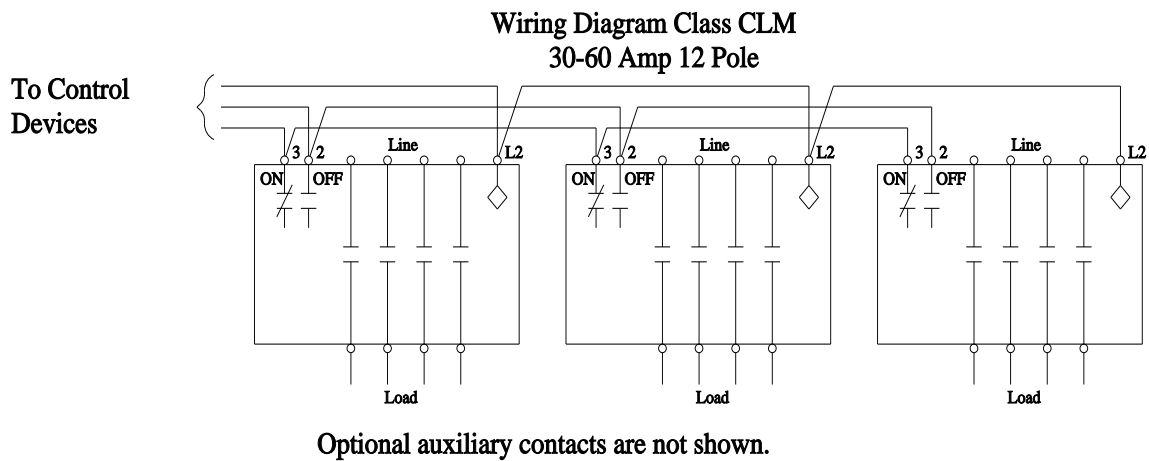 Wiring Diagram Class CLM
30-60 Amp 12 Pole
To Control
Devices
3 2 Line L2 3 2 Line L2 3 2 Line L2
ON OFF ON OFF ON OFF
Load Load Load
Optional auxiliary contacts are not shown.